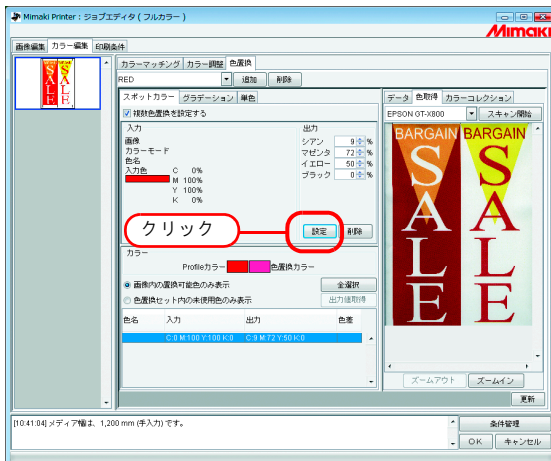 Mimaki Printer : ジョブエディタ ( フルカラー )
Mimaki
画像編集 カラー編集 印刷条件
カラーマッチング カラー調整 色置換
RED 追加 削除
スポットカラー グラデーション 単色
複数色置換を設定する
入力
画像
カラーモード
色名
入力色 C 0%
M 100%
Y 100%
K 0%
出力
シアン 9 %
マゼンタ 72 %
イエロー 50 %
ブラック 0 %
クリック
設定 削除
カラー
Profileカラー 色置換カラー
画像内の置換可能色のみ表示 全選択
色置換セット内の未使用色のみ表示 出力値取得
色名 入力 出力 色差
C:0 M:100 Y:100 K:0 C:9 M:72 Y:50 K:0
データ 色取得 カラーコレクション
EPSON GT-X800 スキャン開始
BARGAIN BARGAIN
SALE SALE
ズームアウト ズームイン
更新
SALE SALE
[10:41:04] メディア幅は、1,200 mm (手入力) です。
条件管理
OK キャンセル